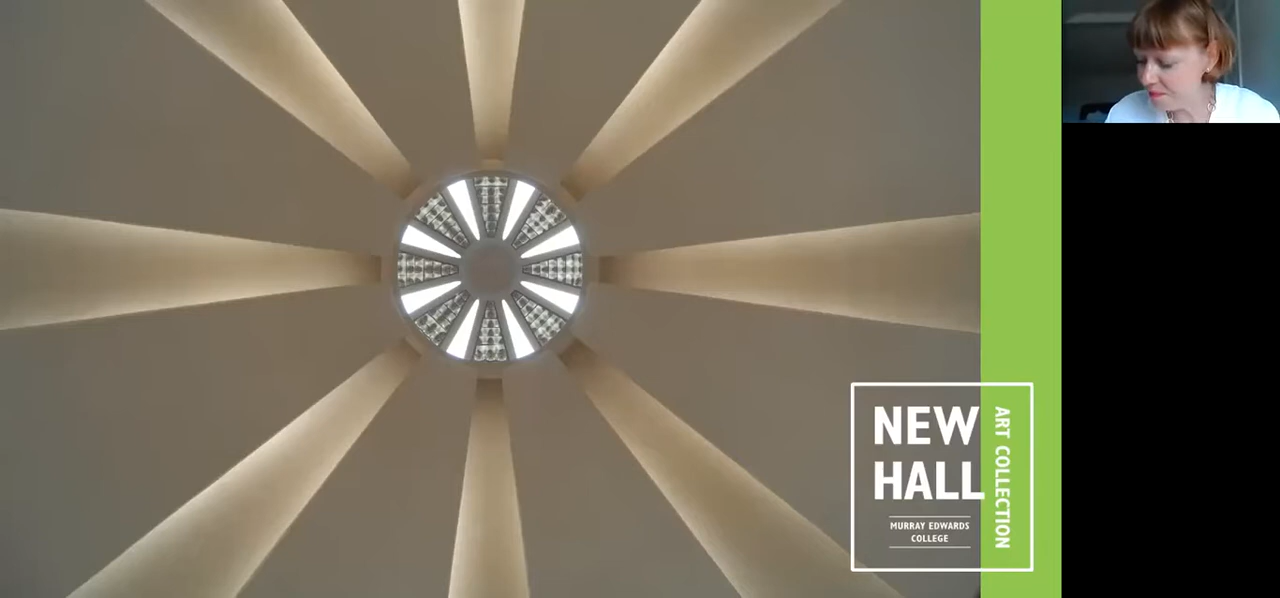 NEW
HALL
ART COLLECTION
MURRAY EDWARDS
COLLEGE